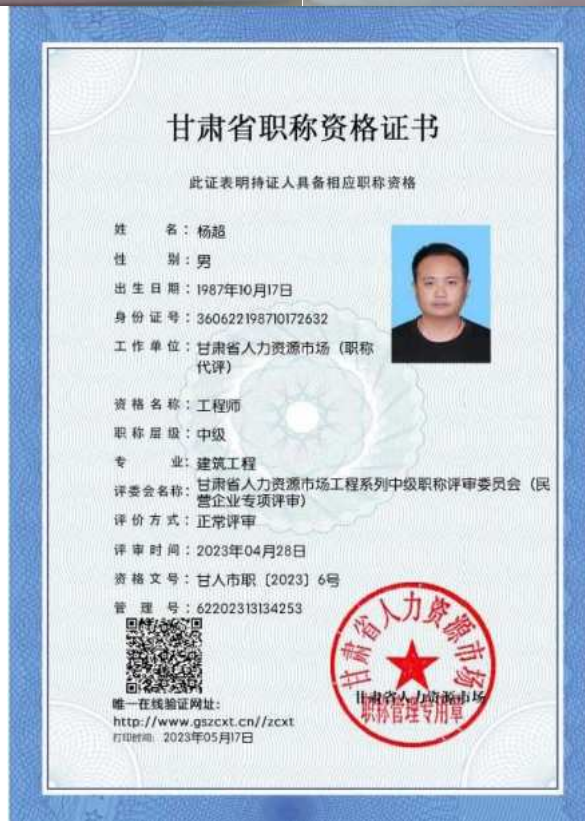 甘肃省职称资格证书
此证表明持证人具备相应职称资格
姓名：杨超
性别：男
出生日期：1987年10月17日
身份证号：360622198710172632
工作单位：甘肃省人力资源市场（职称
代评）
资格名称：工程师
职称层级：中级
专业：建筑工程
评委会名称：甘肃省人力资源市场工程系列中级职称评审委员会（民
营企业专项评审）
评价方式：正常评审
评审时间：2023年04月28日
资格文号：甘人市职〔2023〕6号
管理号：62202313134253
甘肃省人力资源市场
甘肃省人力资源市场
职称管理专用章
唯一在线验证网址：
http://www.gszcxt.cn//zcxt
打印时间：2023年05月17日